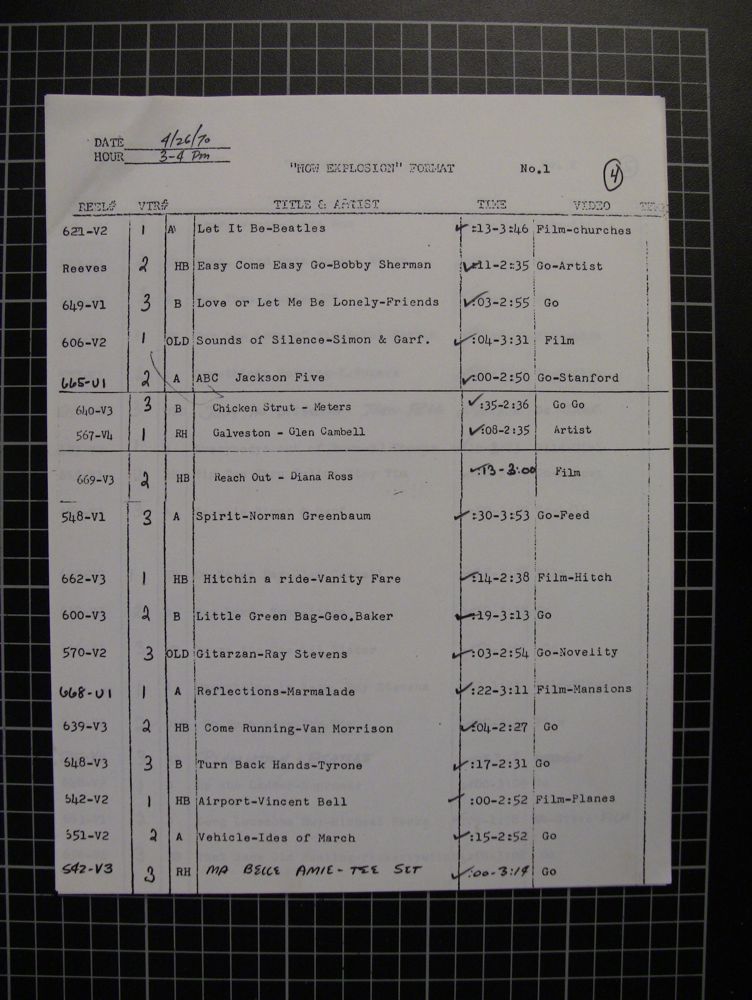 DATE 4/26/70
HOUR 3-4 Pm
"NOW EXPLOSION" FORMAT No.1 4
REEL# VTR# TITLE & ARTIST TIME VIDEO
621-V2 1 A Let It Be-Beatles :13-3:46 Film-churches
Reeves 2 HB Easy Come Easy Go-Bobby Sherman :11-2:35 Go-Artist
649-V1 3 B Love or Let Me Be Lonely-Friends :03-2:55 Go
606-V2 1 OLD Sounds of Silence-Simon & Garf. :04-3:31 Film
665-V1 2 A ABC Jackson Five :00-2:50 Go-Stanford
640-V3 3 B Chicken Strut - Meters :35-2:36 Go Go
567-V4 1 RH Galveston - Glen Cambell :08-2:35 Artist
669-V3 2 HB Reach Out - Diana Ross :13-3:00 Film
548-V1 3 A Spirit-Norman Greenbaum :30-3:53 Go-Feed
662-V3 1 HB Hitchin a ride-Vanity Fare :14-2:38 Film-Hitch
600-V3 2 B Little Green Bag-Geo.Baker :19-3:13 Go
570-V2 3 OLD Gitarzan-Ray Stevens :03-2:54 Go-Novelity
668-V1 1 A Reflections-Marmalade :22-3:11 Film-Mansions
639-V3 2 HB Come Running-Van Morrison :04-2:27 Go
648-V3 3 B Turn Back Hands-Tyrone :17-2:31 Go
542-V2 1 HB Airport-Vincent Bell :00-2:52 Film-Planes
551-V2 2 A Vehicle-Ides of March :15-2:52 Go
542-V3 3 RH MA BELLE AMIE-TEE SET :00-3:14 Go